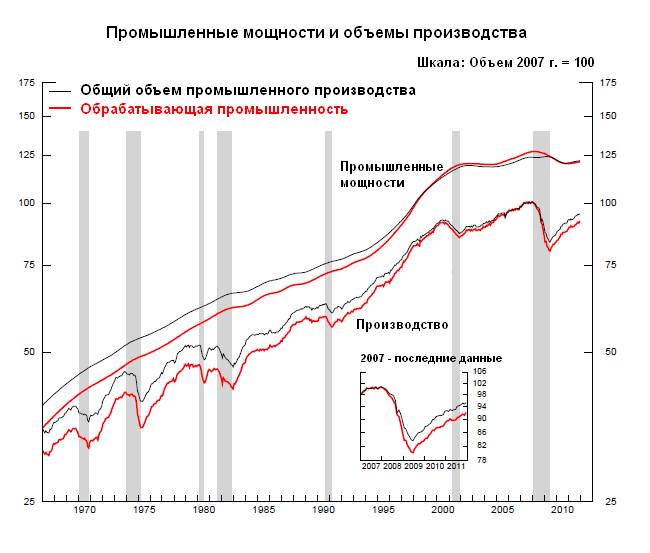 Промышленные мощности и объемы производства
Шкала: Объем 2007 г. = 100
175 175
Общий объем промышленного производства
Обрабатывающая промышленность
150 150
125 125
Промышленные
мощности
100 100
75 75
Производство
50 50
2007 - последние данные
106
102
98
94
90
86
82
78
2007 2008 2009 2010 2011
25 25
1970 1975 1980 1985 1990 1995 2000 2005 2010